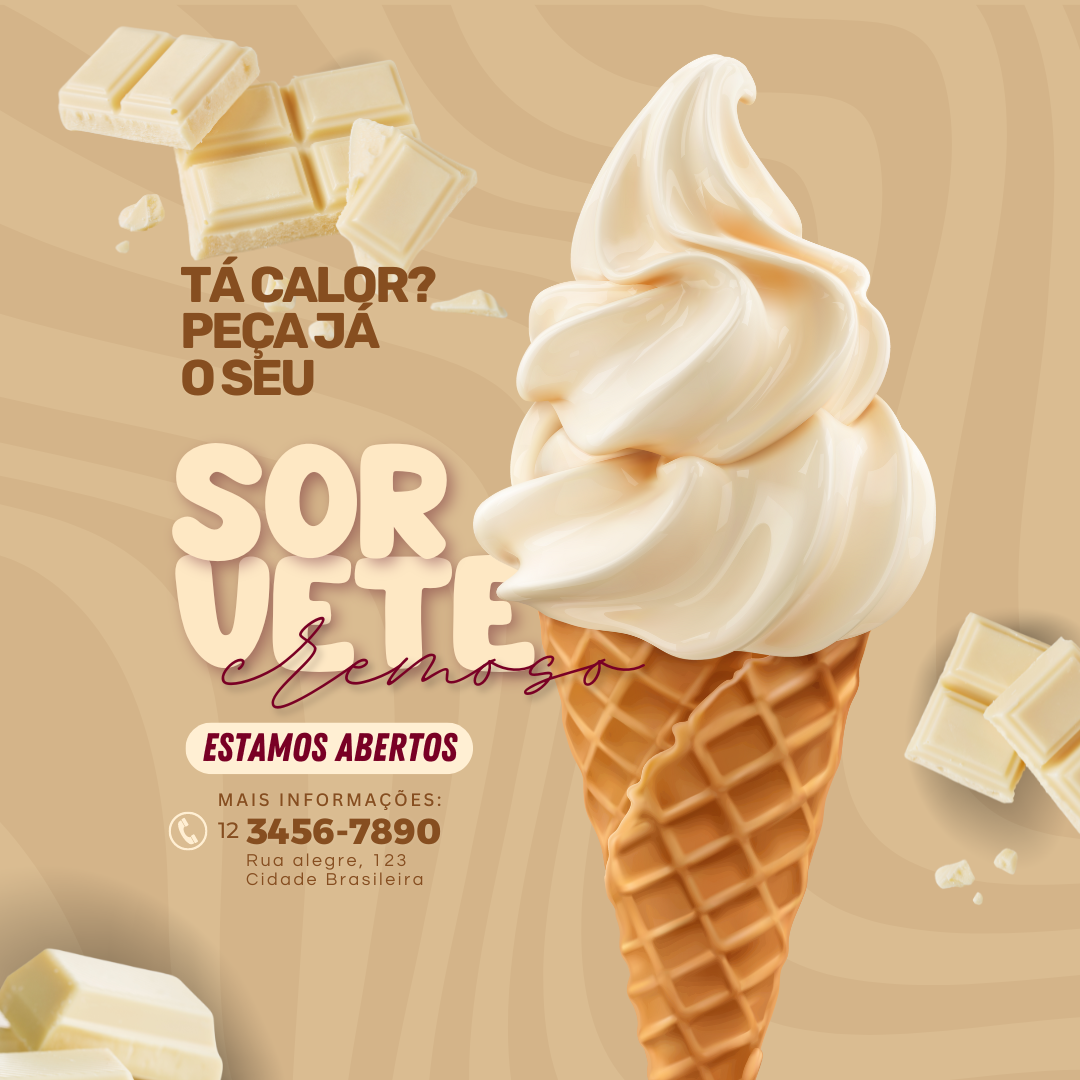 TÁ CALOR?
PEÇA JÁ
O SEU
SOR
VETE
cremoso
ESTAMOS ABERTOS
MAIS INFORMAÇÕES:
12 3456-7890
Rua alegre, 123
Cidade Brasileira